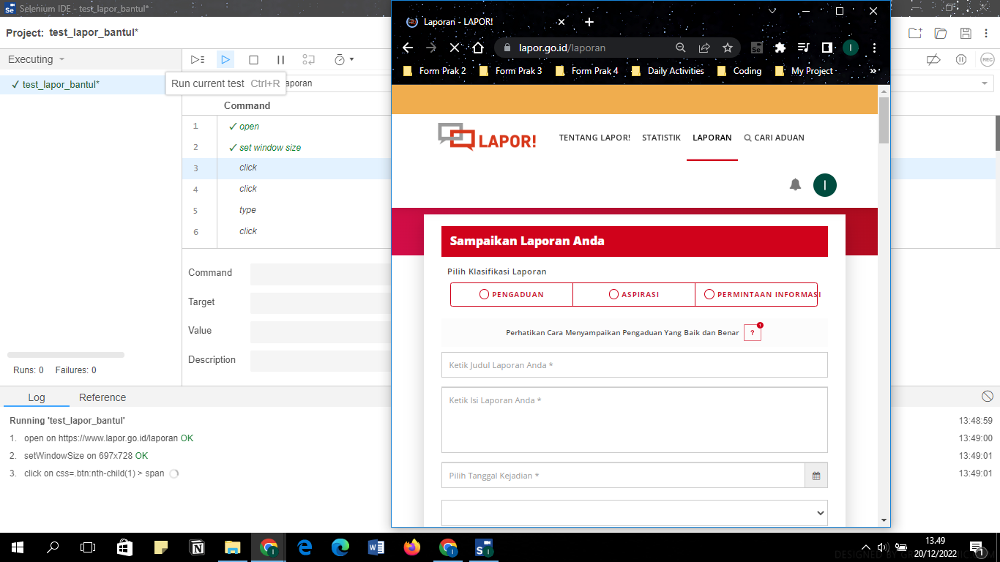 Selenium IDE - test_lapor_bantul*
Project: test_lapor_bantul*
Executing
✓ test_lapor_bantul*
Run current test Ctrl+R
laporan
REC
Command
1 ✓ open
2 ✓ set window size
3 click
4 click
5 type
6 click
Command
Target
Value
Description
Runs: 0 Failures: 0
Log Reference
Running 'test_lapor_bantul' 13:48:59
1. open on https://www.lapor.go.id/laporan OK 13:49:00
2. setWindowSize on 697x728 OK 13:49:01
3. click on css=.btn:nth-child(1) > span 13:49:01
Laporan - LAPOR!
lapor.go.id/laporan
Se
I
Form Prak 2 Form Prak 3 Form Prak 4 Daily Activities Coding My Project »
LAPOR!
TENTANG LAPOR! STATISTIK LAPORAN CARI ADUAN
I
Sampaikan Laporan Anda
Pilih Klasifikasi Laporan
PENGADUAN ASPIRASI PERMINTAAN INFORMASI
Perhatikan Cara Menyampaikan Pengaduan Yang Baik dan Benar ?
Ketik Judul Laporan Anda *
Ketik Isi Laporan Anda *
Pilih Tanggal Kejadian *
13.49
20/12/2022
1